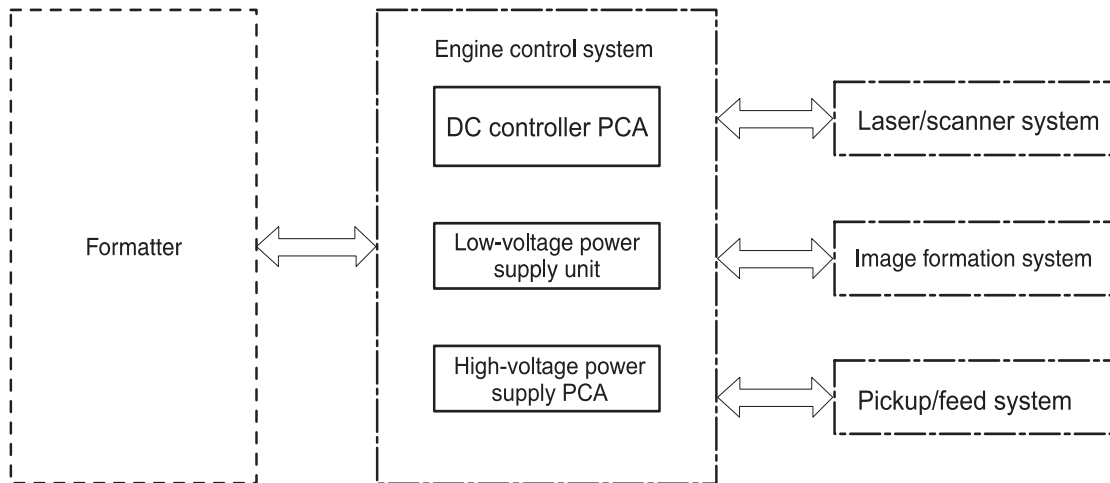 Formatter
Engine control system
DC controller PCA
Low-voltage power
supply unit
High-voltage power
supply PCA
Laser/scanner system
Image formation system
Pickup/feed system